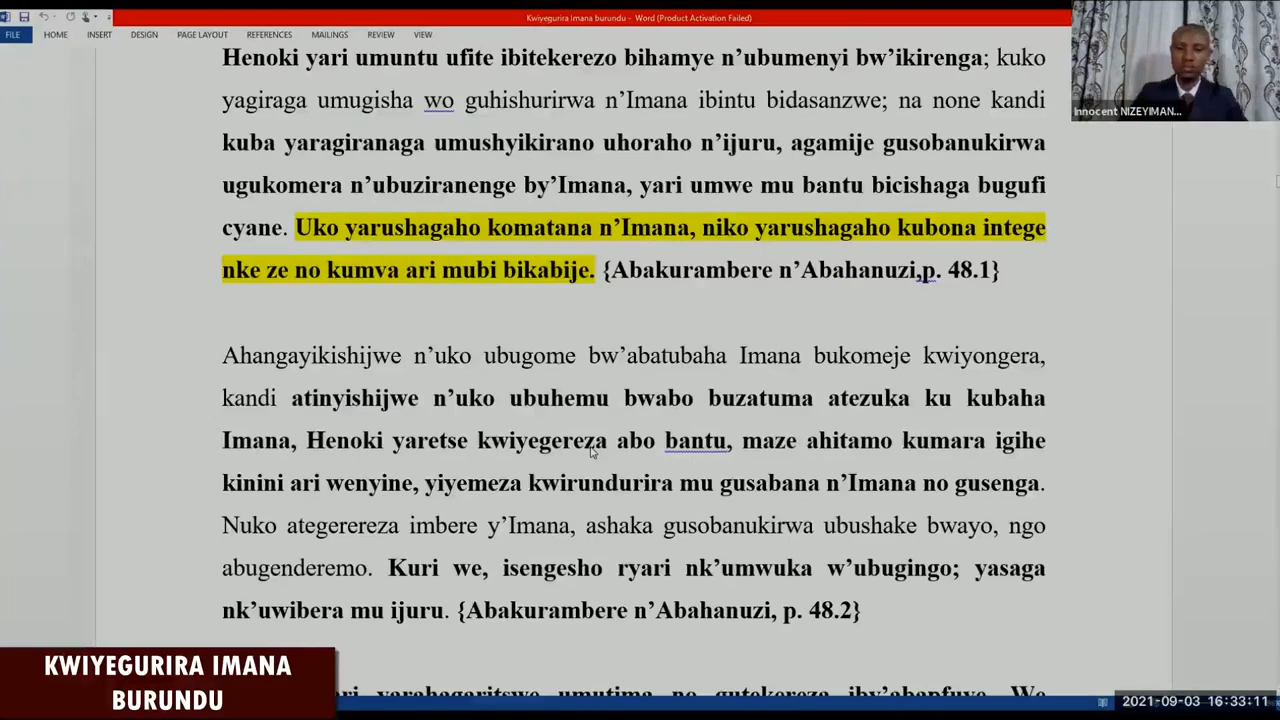 Kwiyegurira Imana burundu - Word (Product Activation Failed)
FILE HOME INSERT DESIGN PAGE LAYOUT REFERENCES MAILINGS REVIEW VIEW
Innocent NIZEYIMAN...
Henoki yari umuntu ufite ibitekerezo bihamye n’ubumenyi bw’ikirenga; kuko
yagiraga umugisha wo guhishurirwa n’Imana ibintu bidasanzwe; na none kandi
kuba yaragiranaga umushyikirano uhoraho n’ijuru, agamije gusobanukirwa
ugukomera n’ubuziranenge by’Imana, yari umwe mu bantu bicishaga bugufi
cyane. Uko yarushagaho komatana n’Imana, niko yarushagaho kubona intege
nke ze no kumva ari mubi bikabije. {Abakurambere n’Abahanuzi,p. 48.1}
Ahangayikishijwe n’uko ubugome bw’abatubaha Imana bukomeje kwiyongera,
kandi atinyishijwe n’uko ubuhemu bwabo buzatuma atezuka ku kubaha
Imana, Henoki yaretse kwiyegereza abo bantu, maze ahitamo kumara igihe
kinini ari wenyine, yiyemeza kwirundurira mu gusabana n’Imana no gusenga.
Nuko ategerereza imbere y’Imana, ashaka gusobanukirwa ubushake bwayo, ngo
abugenderemo. Kuri we, isengesho ryari nk’umwuka w’ubugingo; yasaga
nk’uwibera mu ijuru. {Abakurambere n’Abahanuzi, p. 48.2}
yarahagaritswe umutima no gutekereza iby’abapfuye. We
KWIYEGURIRA IMANA
BURUNDU
2021-09-03 16:33:11